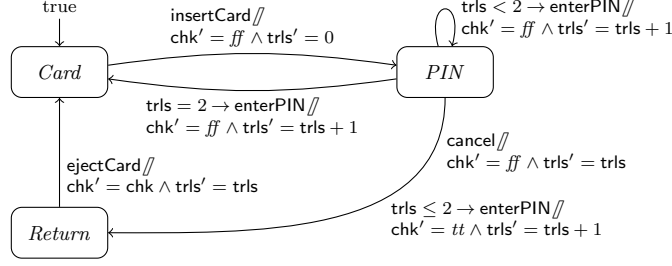 true
insertCard⫽
chk′ = ff ∧ trls′ = 0
trls < 2 → enterPIN⫽
chk′ = ff ∧ trls′ = trls + 1
Card
PIN
trls = 2 → enterPIN⫽
chk′ = ff ∧ trls′ = trls + 1
cancel⫽
chk′ = ff ∧ trls′ = trls
ejectCard⫽
chk′ = chk ∧ trls′ = trls
trls ≤ 2 → enterPIN⫽
chk′ = tt ∧ trls′ = trls + 1
Return